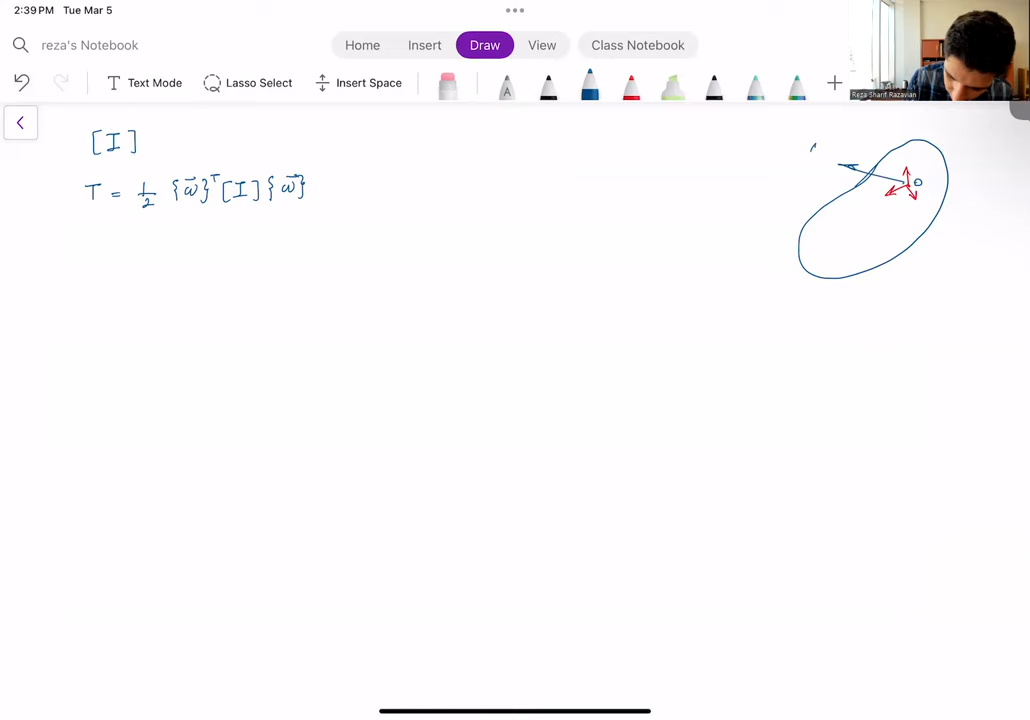 2:39 PM Tue Mar 5
reza's Notebook
Home Insert Draw View Class Notebook
Text Mode Lasso Select Insert Space
A
Reza Sharif Razavian
[I]
T = 1/2 {ω⃗}ᵀ [I] {ω⃗}
O